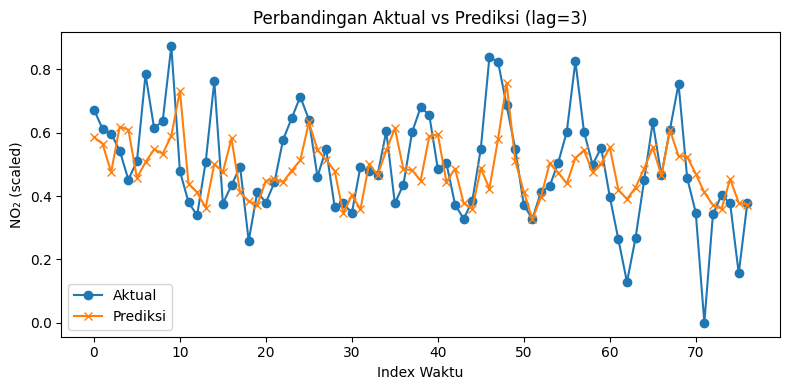 Perbandingan Aktual vs Prediksi (lag=3)
NO₂ (scaled)
0.8
0.6
0.4
0.2
0.0
Aktual
Prediksi
0 10 20 30 40 50 60 70
Index Waktu